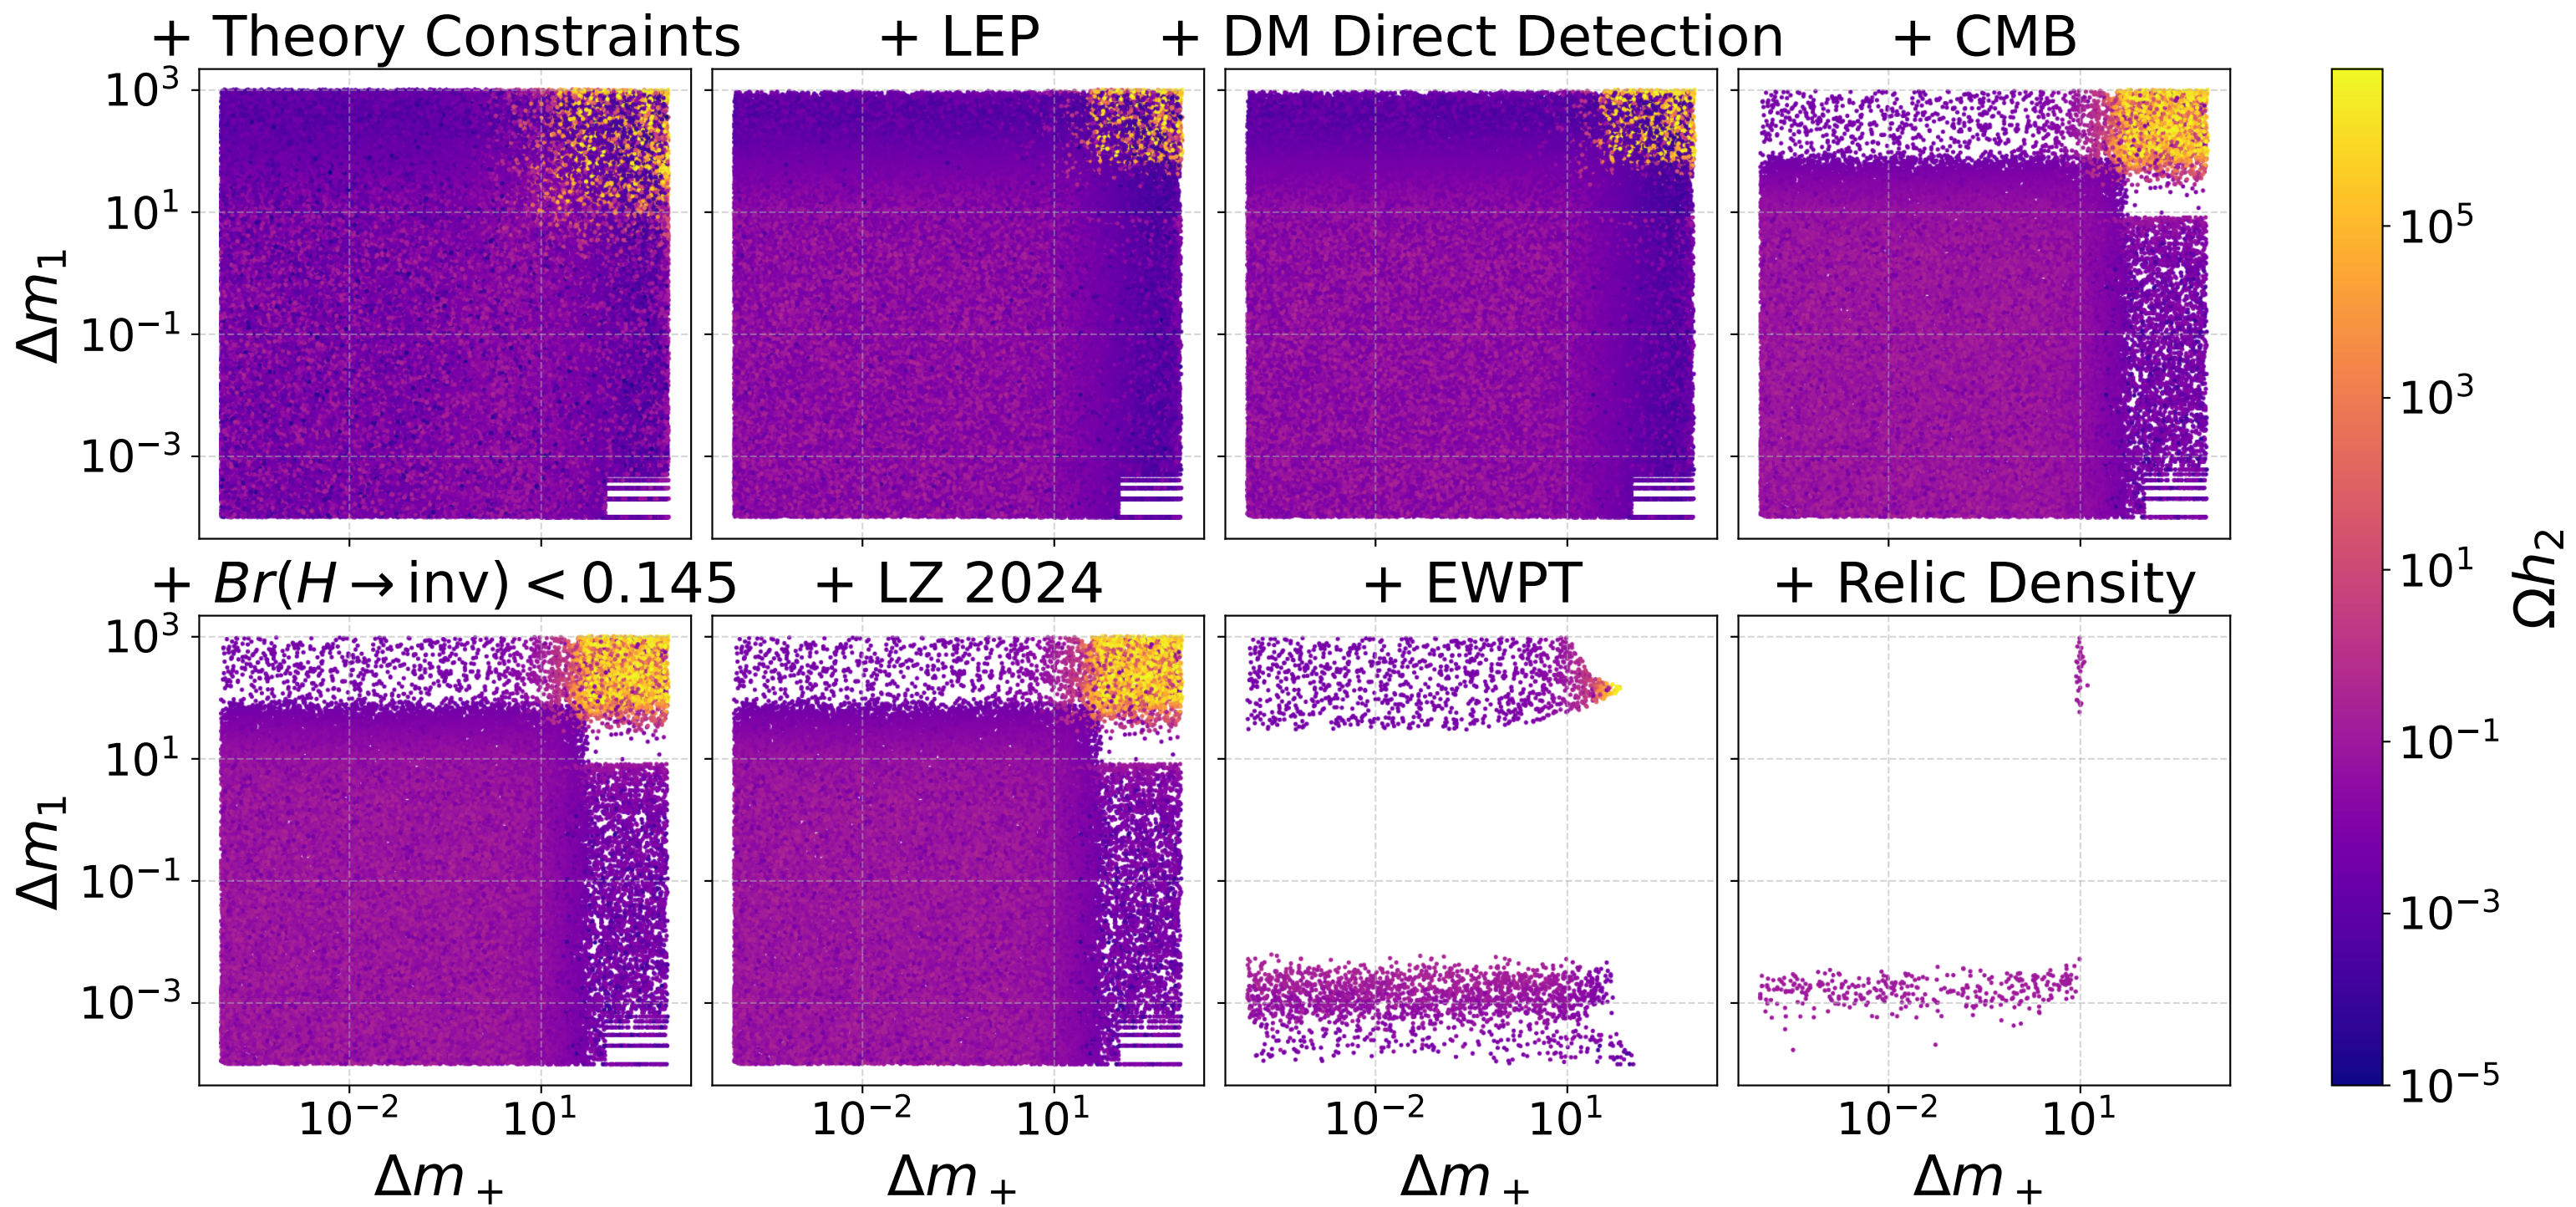 + Theory Constraints
+ LEP
+ DM Direct Detection
+ CMB
10³
10¹
10⁻¹
10⁻³
Δm₁
+ Br(H → inv) < 0.145
+ LZ 2024
+ EWPT
+ Relic Density
10³
10¹
10⁻¹
10⁻³
Δm₁
10⁻² 10¹
10⁻² 10¹
10⁻² 10¹
10⁻² 10¹
Δm₊
Δm₊
Δm₊
Δm₊
10⁵
10³
10¹
10⁻¹
10⁻³
10⁻⁵
Ωh₂